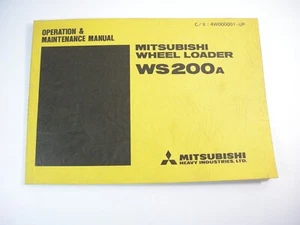 C/X : 4W000001-UP
OPERATION &
MAINTENANCE MANUAL
MITSUBISHI
WHEEL LOADER
WS200A
MITSUBISHI
HEAVY INDUSTRIES, LTD.